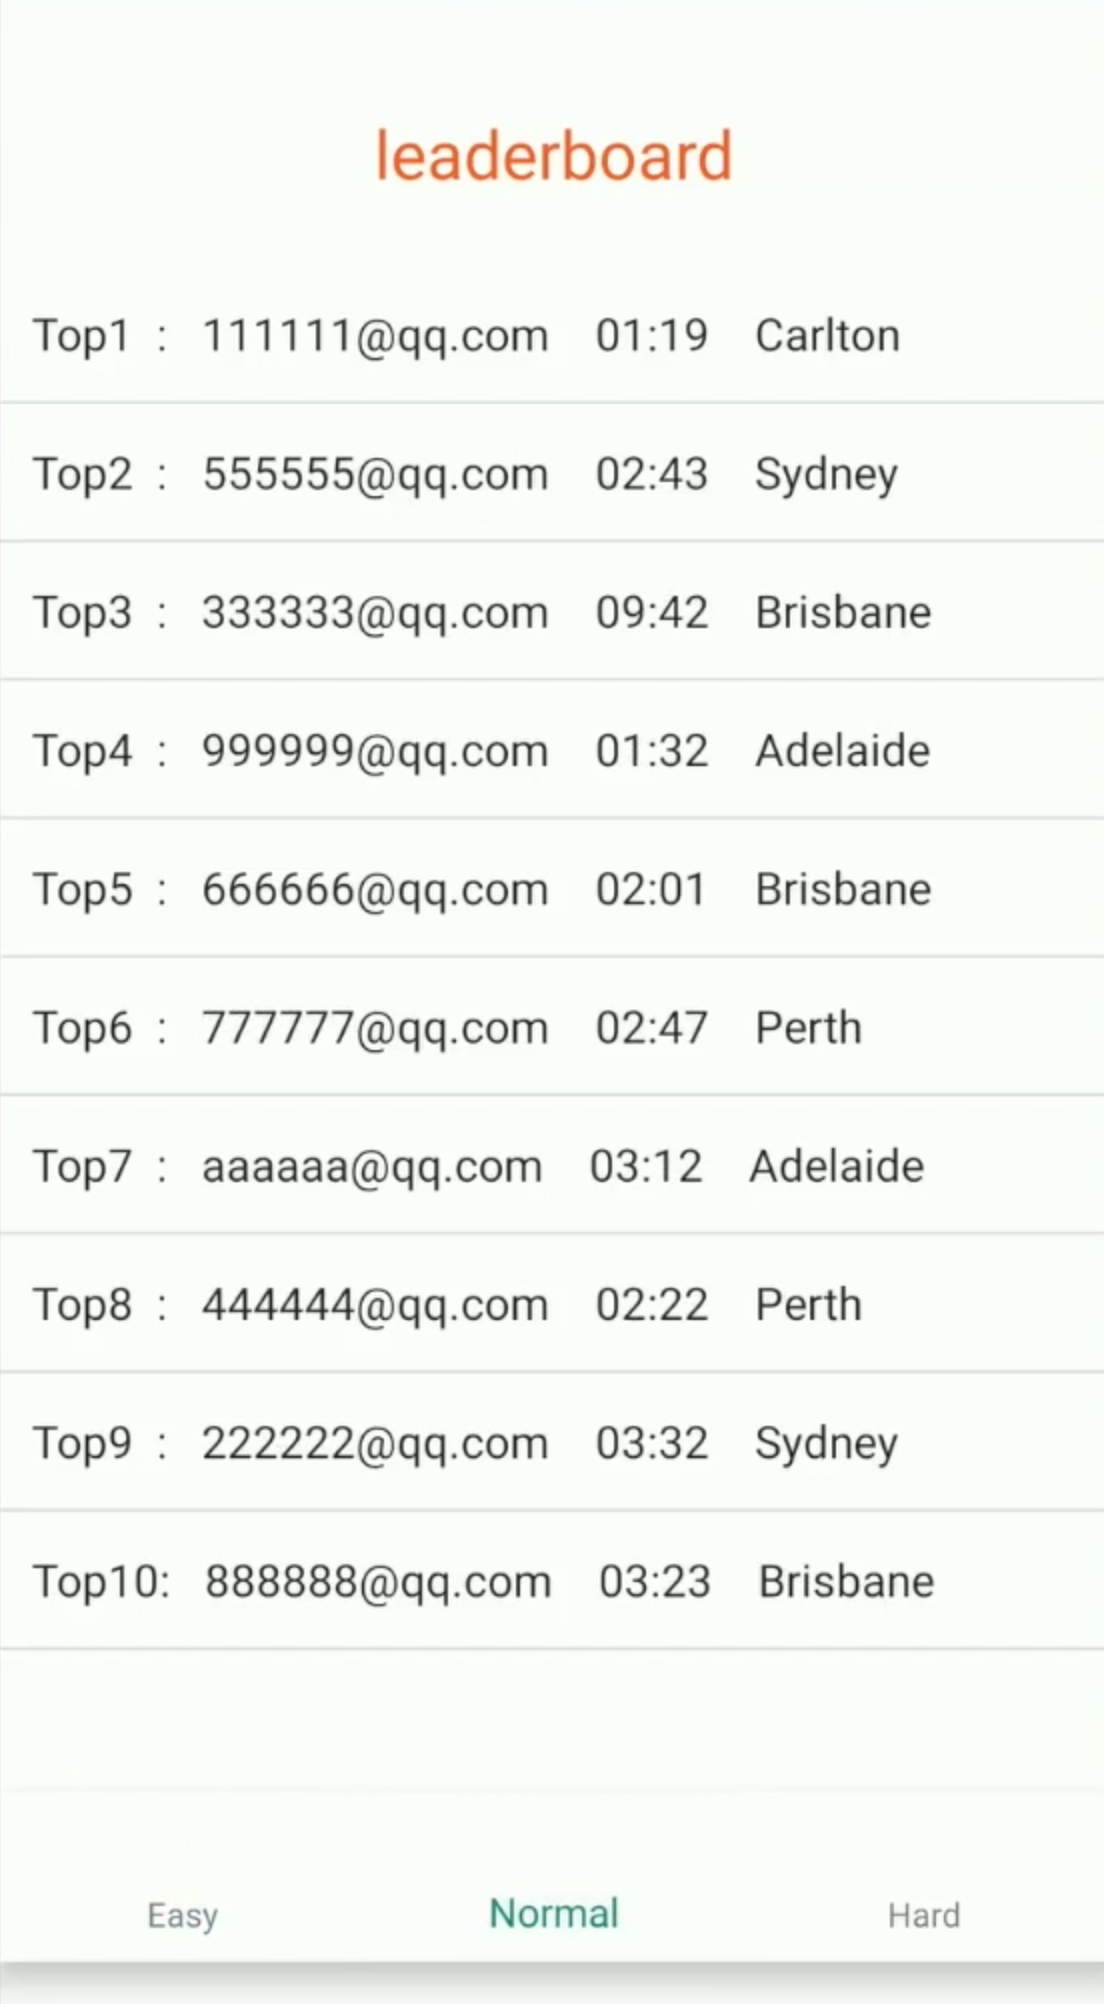 leaderboard
Top1 : 111111@qq.com 01:19 Carlton
Top2 : 555555@qq.com 02:43 Sydney
Top3 : 333333@qq.com 09:42 Brisbane
Top4 : 999999@qq.com 01:32 Adelaide
Top5 : 666666@qq.com 02:01 Brisbane
Top6 : 777777@qq.com 02:47 Perth
Top7 : aaaaaa@qq.com 03:12 Adelaide
Top8 : 444444@qq.com 02:22 Perth
Top9 : 222222@qq.com 03:32 Sydney
Top10: 888888@qq.com 03:23 Brisbane
Easy Normal Hard